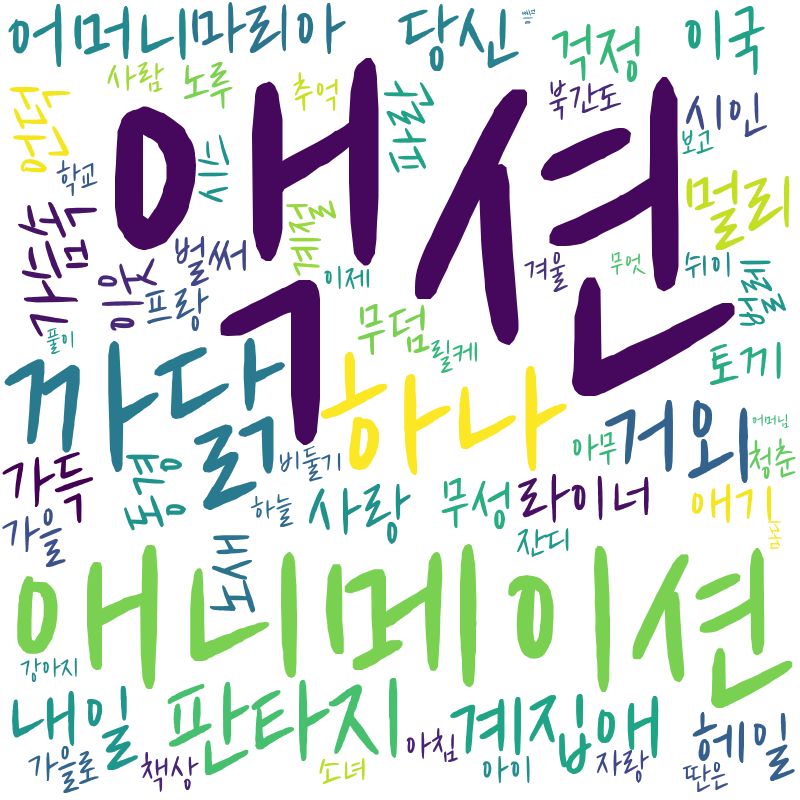 어머니
마리아
당신
걱정
이국
사람
노루
추억
북간도
시인
보고
학교
액션
멀리
가슴속
벌써
프랑
이제
겨울
무엇
쉬이
풀이
무덤
릴케
토끼
까닭
하나
거외
어머님
청춘
아무
가득
비둘기
라이너
애기
하늘
사랑
무성
가을
잔디
애니메이션
강아지
내일
판타지
계집애
헤일
가을로
책상
소녀
아침
아이
자랑
딴은